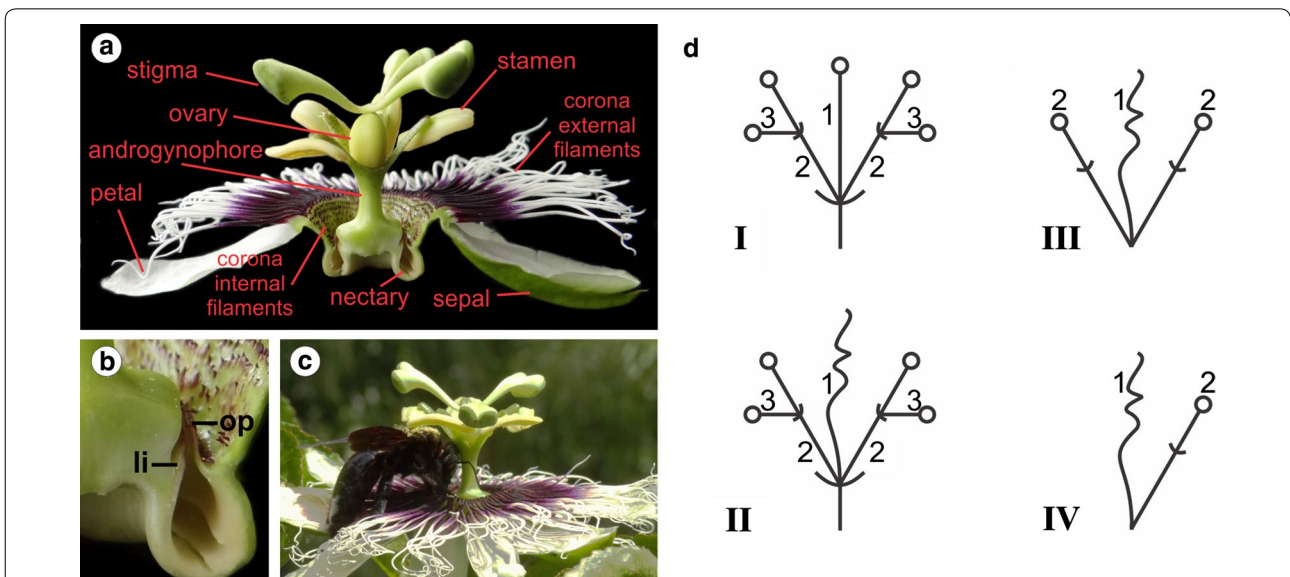 a
stigma
stamen
ovary
corona
external
filaments
androgynophore
petal
corona
internal
filaments
nectary
sepal
b
op
li
c
d
3
1
3
2
2
I
2
1
2
III
3
1
3
2
2
II
1
2
IV